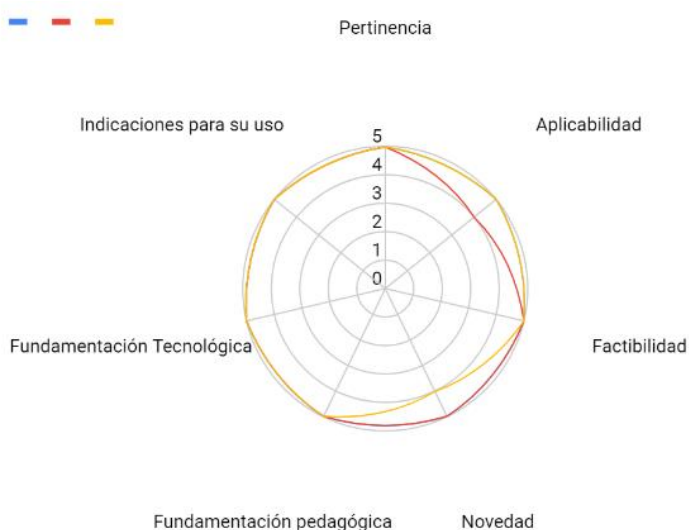 Pertinencia
Indicaciones para su uso
Aplicabilidad
5
4
3
2
1
0
Fundamentación Tecnológica
Factibilidad
Fundamentación pedagógica
Novedad